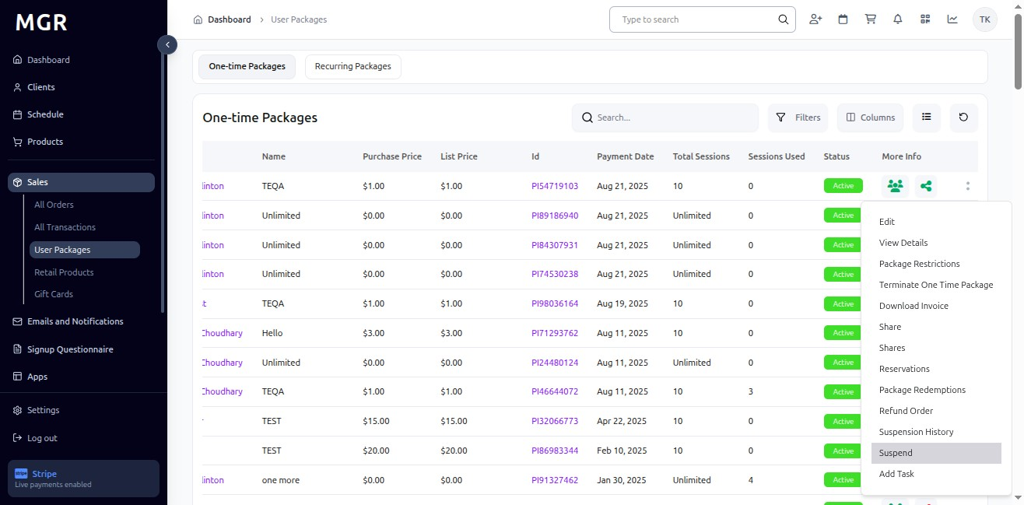 MGR
Dashboard
Clients
Schedule
Products
Sales
All Orders
All Transactions
User Packages
Retail Products
Gift Cards
Emails and Notifications
Signup Questionnaire
Apps
Settings
Log out
Stripe
Live payments enabled
Dashboard > User Packages
Type to search
TK
One-time Packages Recurring Packages
One-time Packages
Search... Filters Columns
Name Purchase Price List Price Id Payment Date Total Sessions Sessions Used Status More Info
linton TEQA $1.00 $1.00 PI54719103 Aug 21, 2025 10 0 Active
Unlimited $0.00 $0.00 PI89186940 Aug 21, 2025 Unlimited 0 Active
linton Unlimited $0.00 $0.00 PI84307931 Aug 21, 2025 Unlimited 0 Active
linton Unlimited $0.00 $0.00 PI74530238 Aug 21, 2025 Unlimited 0 Active
TEQA $1.00 $1.00 PI98036164 Aug 19, 2025 10 0 Active
Choudhary Hello $3.00 $3.00 PI71293762 Aug 11, 2025 10 0 Active
Choudhary Unlimited $0.00 $0.00 PI24480124 Aug 11, 2025 Unlimited 0 Active
Choudhary TEQA $1.00 $1.00 PI46644072 Aug 11, 2025 10 3 Active
TEST $15.00 $15.00 PI32066773 Apr 22, 2025 10 0 Active
TEST $20.00 $20.00 PI86983344 Feb 10, 2025 10 0 Active
linton one more $0.00 $0.00 PI91327462 Jan 30, 2025 Unlimited 4 Active
Edit
View Details
Package Restrictions
Terminate One Time Package
Download Invoice
Share
Shares
Reservations
Package Redemptions
Refund Order
Suspension History
Suspend
Add Task